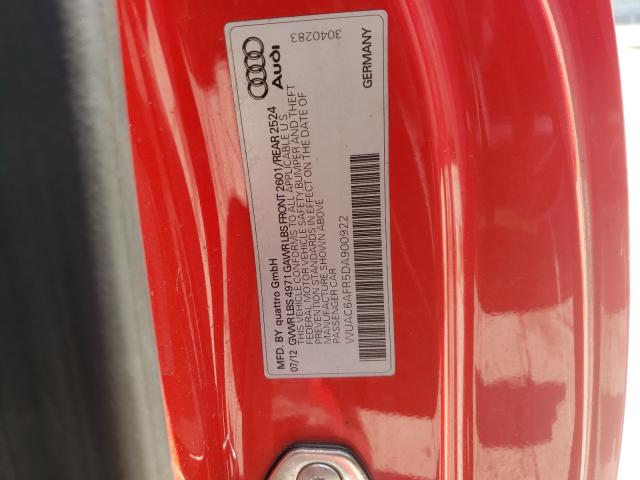 MFD. BY quattro GmbH
07/12 GVWR LBS 4971 GAWR LBS FRONT 2601/REAR 2524
THIS VEHICLE CONFORMS TO ALL APPLICABLE U.S.
FEDERAL MOTOR VEHICLE SAFETY BUMPER AND THEFT
PREVENTION STANDARDS IN EFFECT ON THE DATE OF
MANUFACTURE SHOWN ABOVE
PASSENGER CAR
WUAC6AFR5DA900922
Audi
3040283
GERMANY